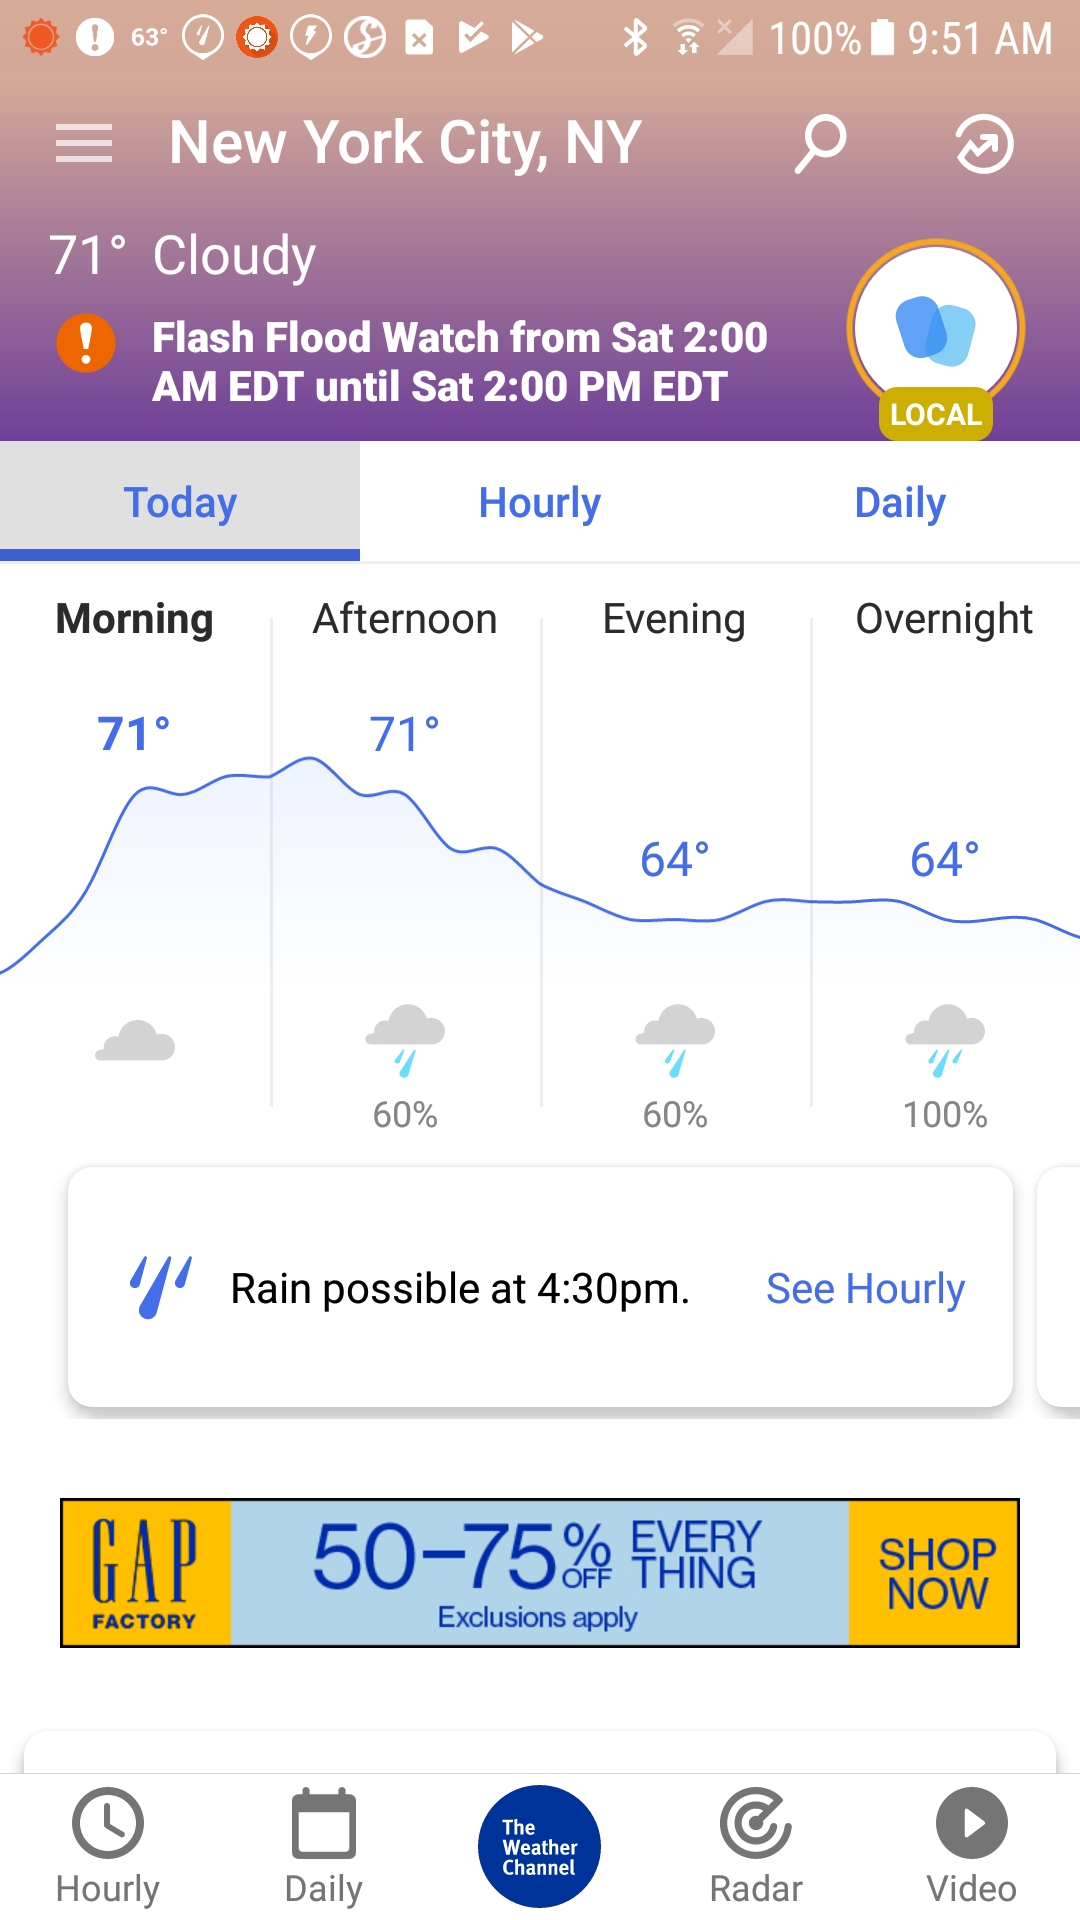 63° 100% 9:51 AM
New York City, NY
71° Cloudy
Flash Flood Watch from Sat 2:00
AM EDT until Sat 2:00 PM EDT
LOCAL
Today Hourly Daily
Morning Afternoon Evening Overnight
71° 71°
64° 64°
60% 60% 100%
Rain possible at 4:30pm. See Hourly
GAP
FACTORY
50–75% OFF
EVERY
THING
Exclusions apply
SHOP
NOW
The
Weather
Channel
Hourly Daily Radar Video